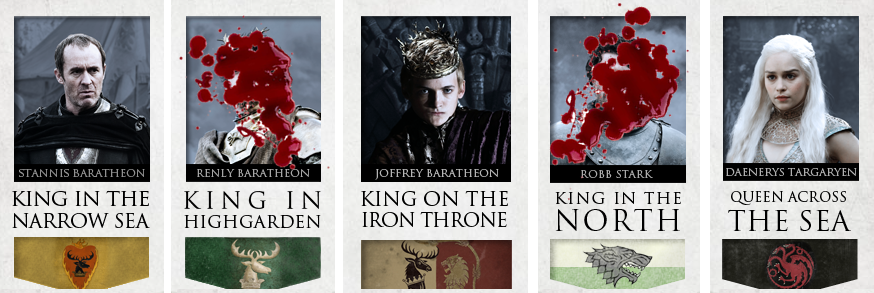 STANNIS BARATHEON
KING IN THE
NARROW SEA
RENLY BARATHEON
KING IN
HIGHGARDEN
JOFFREY BARATHEON
KING ON THE
IRON THRONE
ROBB STARK
KING IN THE
NORTH
DAENERYS TARGARYEN
QUEEN ACROSS
THE SEA